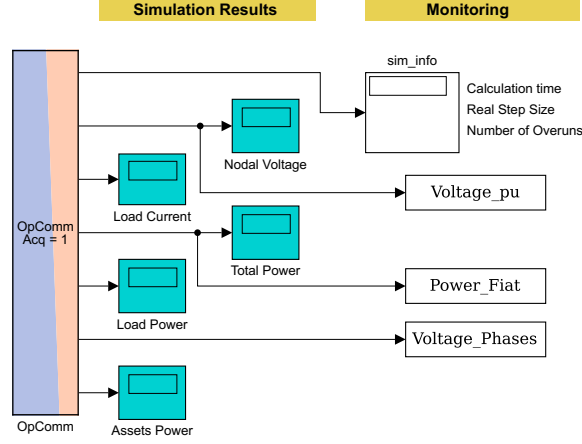 Simulation Results
Monitoring
sim_info
Calculation time
Real Step Size
Number of Overuns
Nodal Voltage
Voltage_pu
Load Current
OpComm
Acq = 1
Total Power
Power_Fiat
Load Power
Voltage_Phases
OpComm
Assets Power